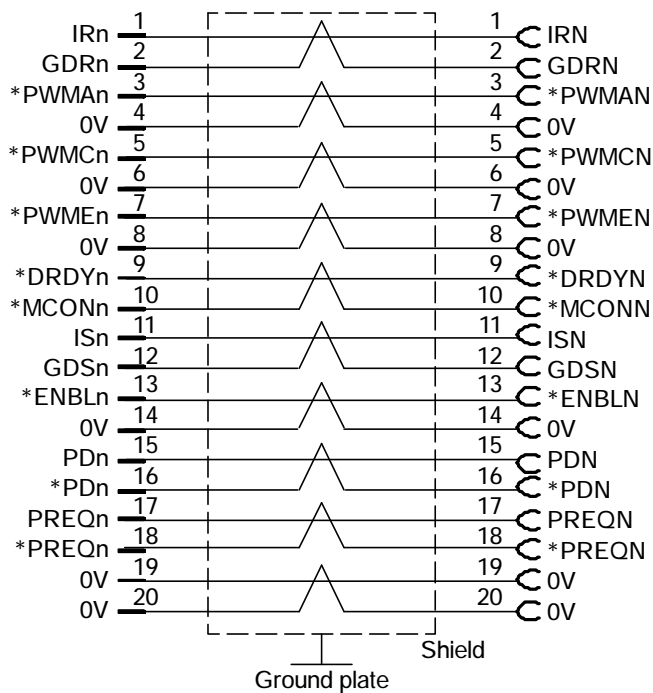 IRn 1 1 IRN
GDRn 2 2 GDRN
*PWMAn 3 3 *PWMAN
0V 4 4 0V
*PWMCn 5 5 *PWMCN
0V 6 6 0V
*PWMEn 7 7 *PWMEN
0V 8 8 0V
*DRDYn 9 9 *DRDYN
*MCONn 10 10 *MCONN
ISn 11 11 ISN
GDSn 12 12 GDSN
*ENBLn 13 13 *ENBLN
0V 14 14 0V
PDn 15 15 PDN
*PDn 16 16 *PDN
PREQn 17 17 PREQN
*PREQn 18 18 *PREQN
0V 19 19 0V
0V 20 20 0V
Shield
Ground plate